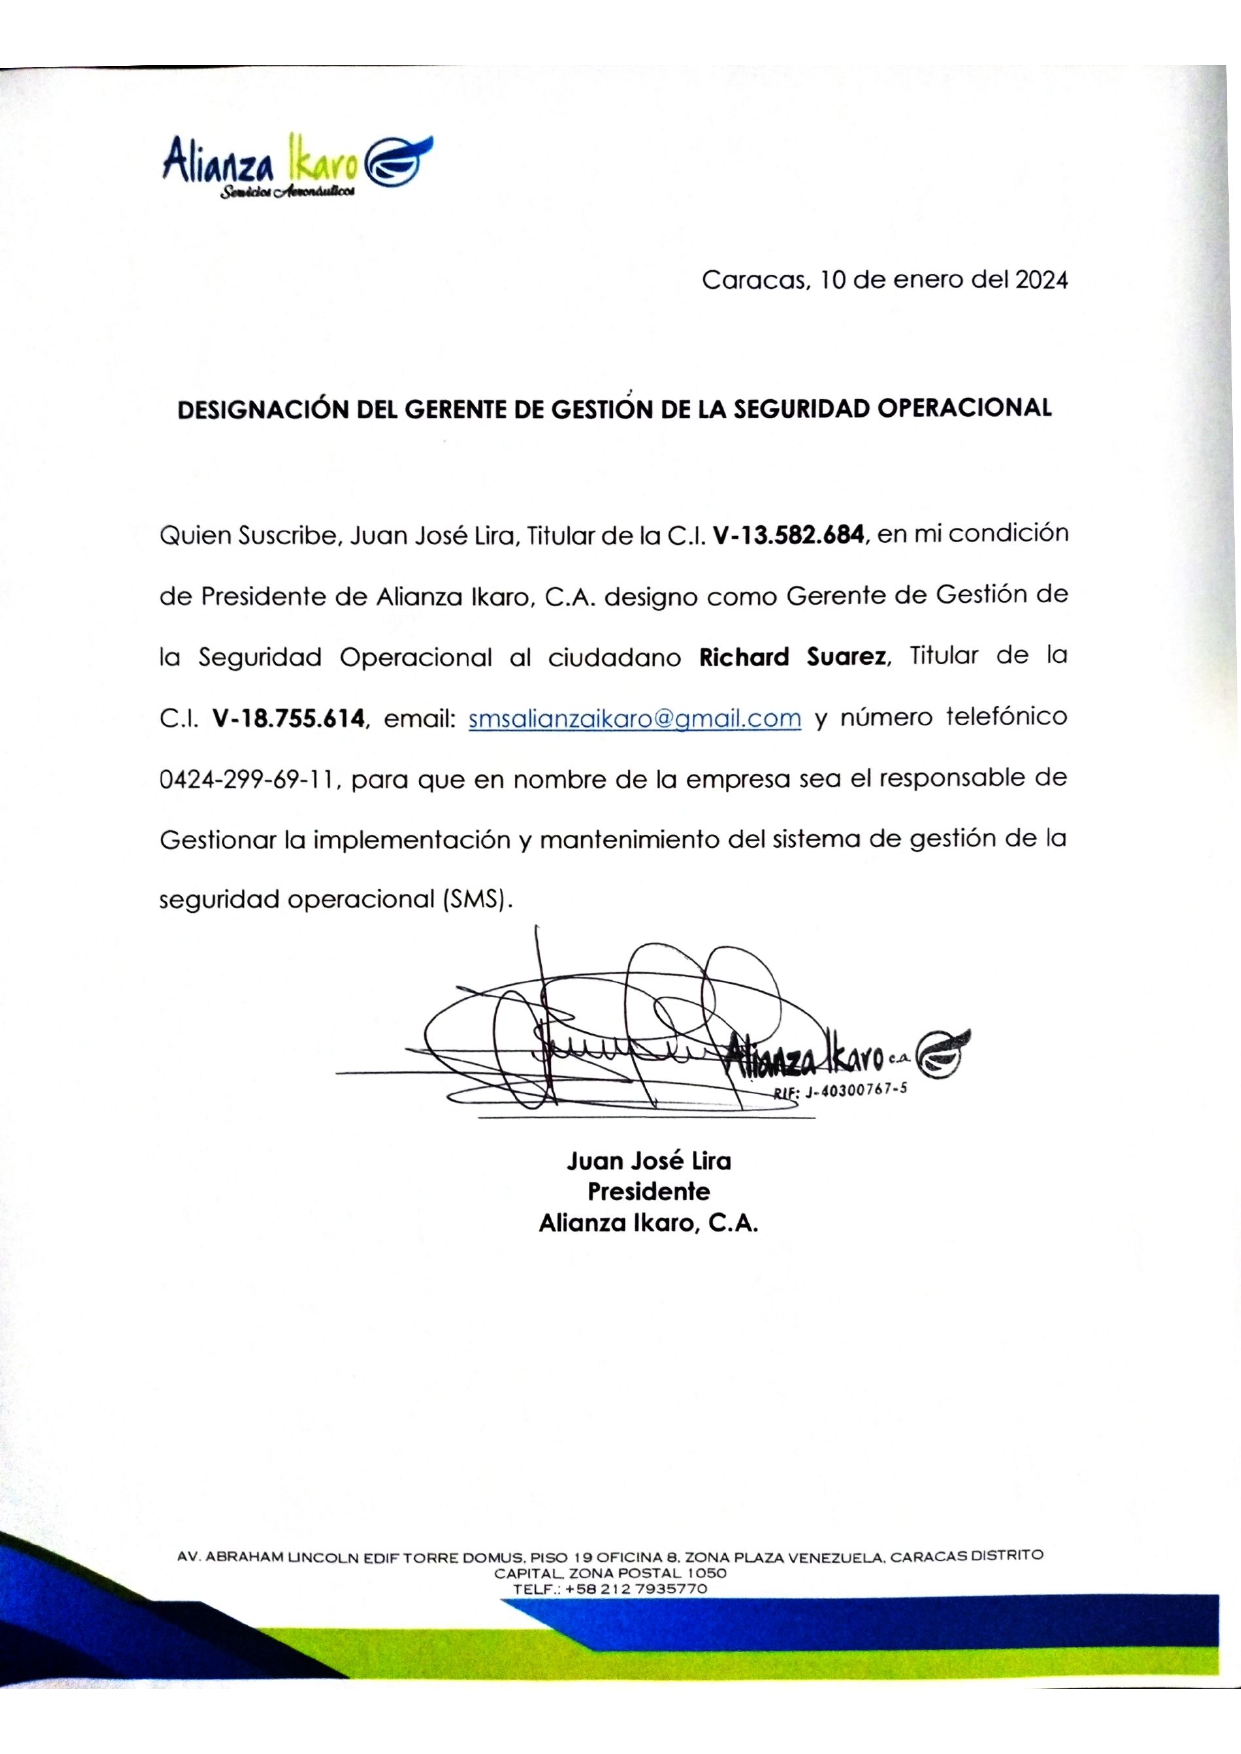 Alianza Ikaro
Servicios Aeronáuticos
Caracas, 10 de enero del 2024
DESIGNACIÓN DEL GERENTE DE GESTIÓN DE LA SEGURIDAD OPERACIONAL
Quien Suscribe, Juan José Lira, Titular de la C.I. V-13.582.684, en mi condición
de Presidente de Alianza Ikaro, C.A. designo como Gerente de Gestión de
la Seguridad Operacional al ciudadano Richard Suarez, Titular de la
C.I. V-18.755.614, email: smsalianzaikaro@gmail.com y número telefónico
0424-299-69-11, para que en nombre de la empresa sea el responsable de
Gestionar la implementación y mantenimiento del sistema de gestión de la
seguridad operacional (SMS).
Alianza Ikaro c.a.
RIF: J-40300767-5
Juan José Lira
Presidente
Alianza Ikaro, C.A.
AV. ABRAHAM LINCOLN EDIF TORRE DOMUS, PISO 19 OFICINA 8, ZONA PLAZA VENEZUELA, CARACAS DISTRITO
CAPITAL, ZONA POSTAL 1050
TELF.: +58 212 7935770